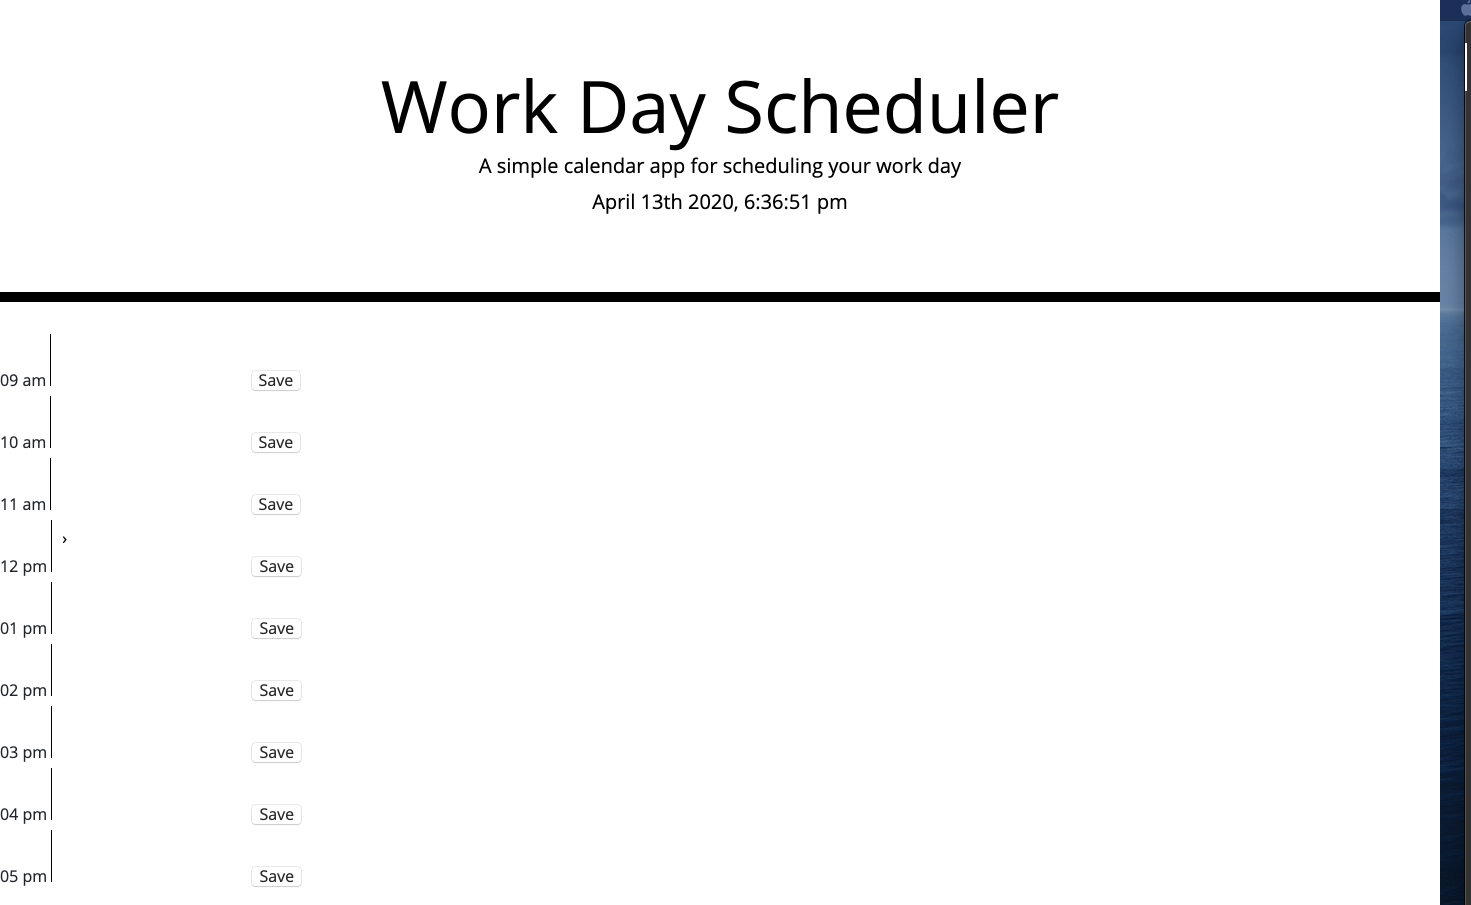 Work Day Scheduler
A simple calendar app for scheduling your work day
April 13th 2020, 6:36:51 pm
09 am Save
10 am Save
11 am Save
›
12 pm Save
01 pm Save
02 pm Save
03 pm Save
04 pm Save
05 pm Save